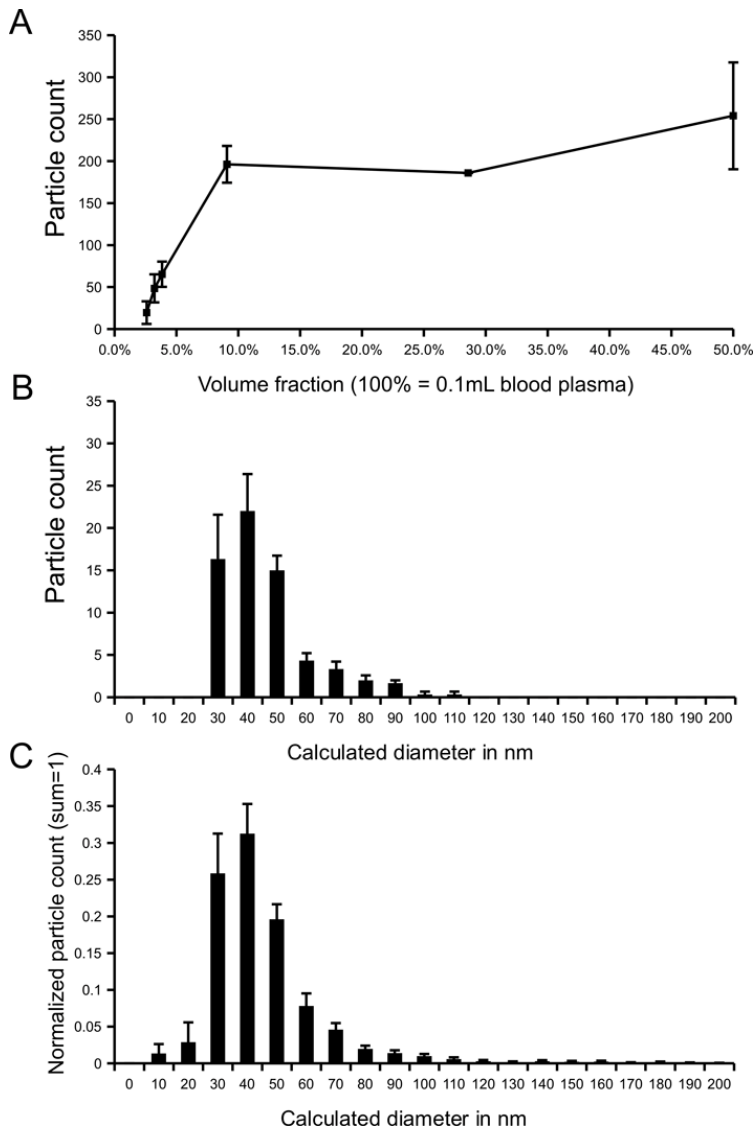 A
Particle count
350
300
250
200
150
100
50
0
0.0% 5.0% 10.0% 15.0% 20.0% 25.0% 30.0% 35.0% 40.0% 45.0% 50.0%
Volume fraction (100% = 0.1mL blood plasma)
B
Particle count
35
30
25
20
15
10
5
0
0 10 20 30 40 50 60 70 80 90 100 110 120 130 140 150 160 170 180 190 200
Calculated diameter in nm
C
Normalized particle count (sum=1)
0.4
0.35
0.3
0.25
0.2
0.15
0.1
0.05
0
0 10 20 30 40 50 60 70 80 90 100 110 120 130 140 150 160 170 180 190 200
Calculated diameter in nm